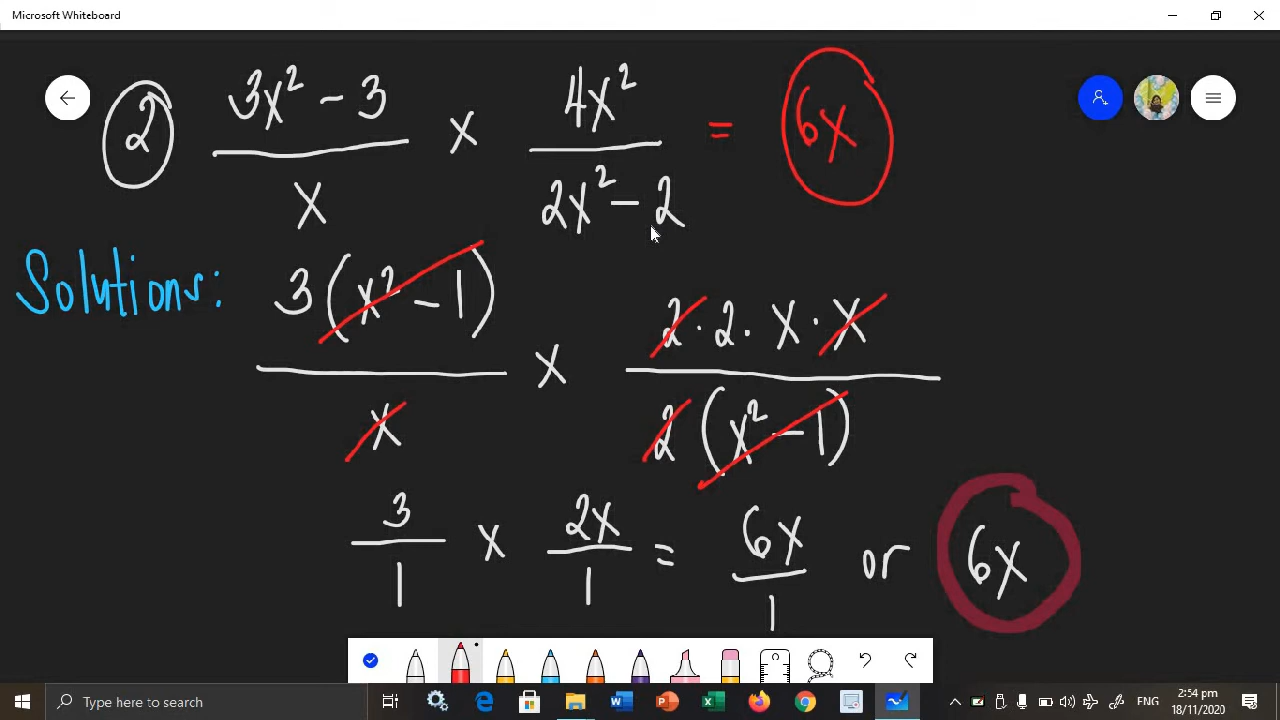 Microsoft Whiteboard
② (3x² - 3)/x × 4x²/(2x² - 2) = 6x
Solutions: 3(x² - 1)/x × 2 · 2 · x · x/2(x² - 1)
3/1 × 2x/1 = 6x/1 or 6x
Type here to search
2:54 pm
18/11/2020